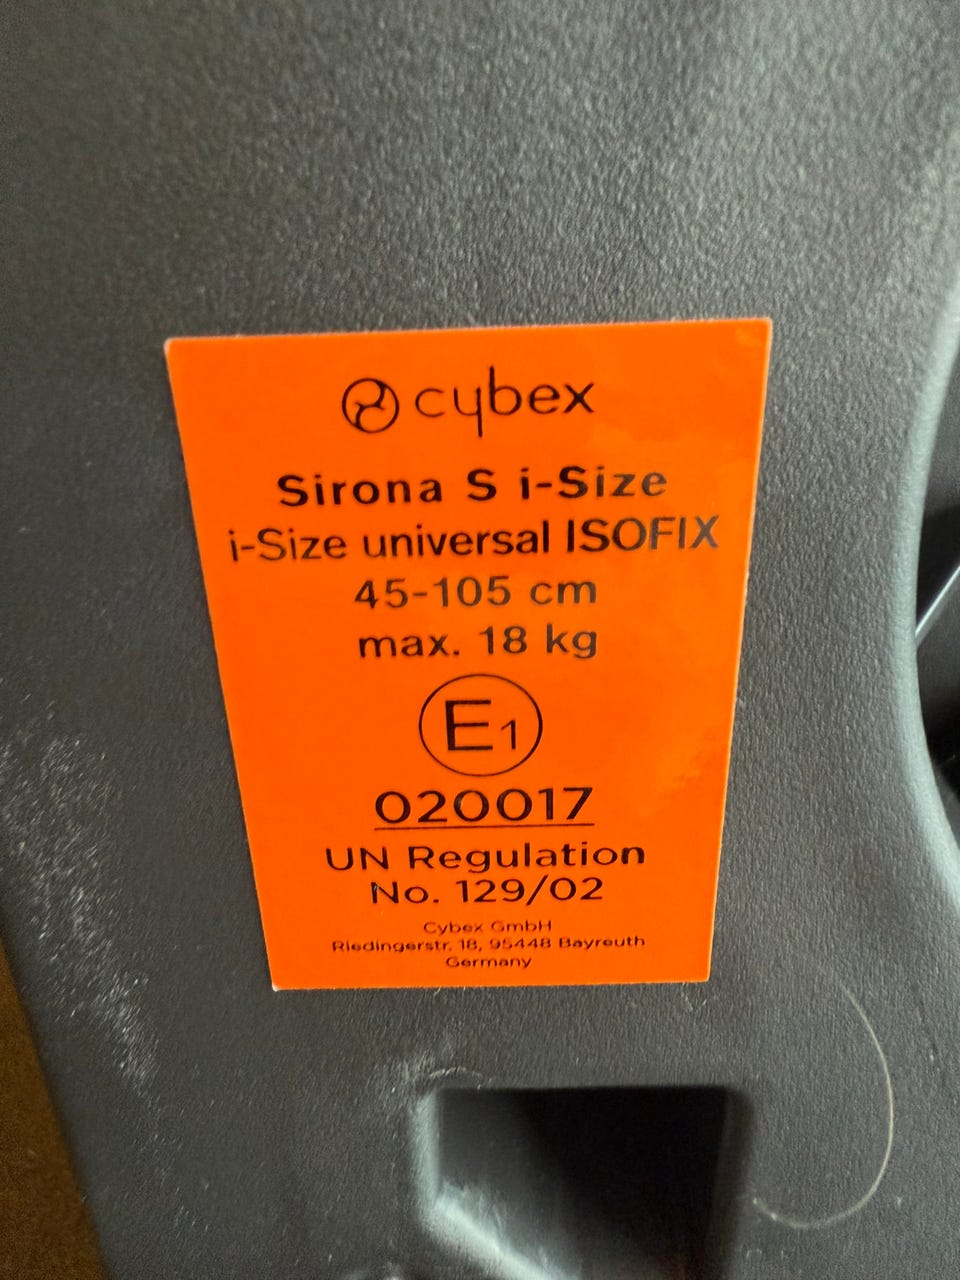 cybex
Sirona S i-Size
i-Size universal ISOFIX
45-105 cm
max. 18 kg
E1
020017
UN Regulation
No. 129/02
Cybex GmbH
Riedingerstr. 18, 95448 Bayreuth
Germany